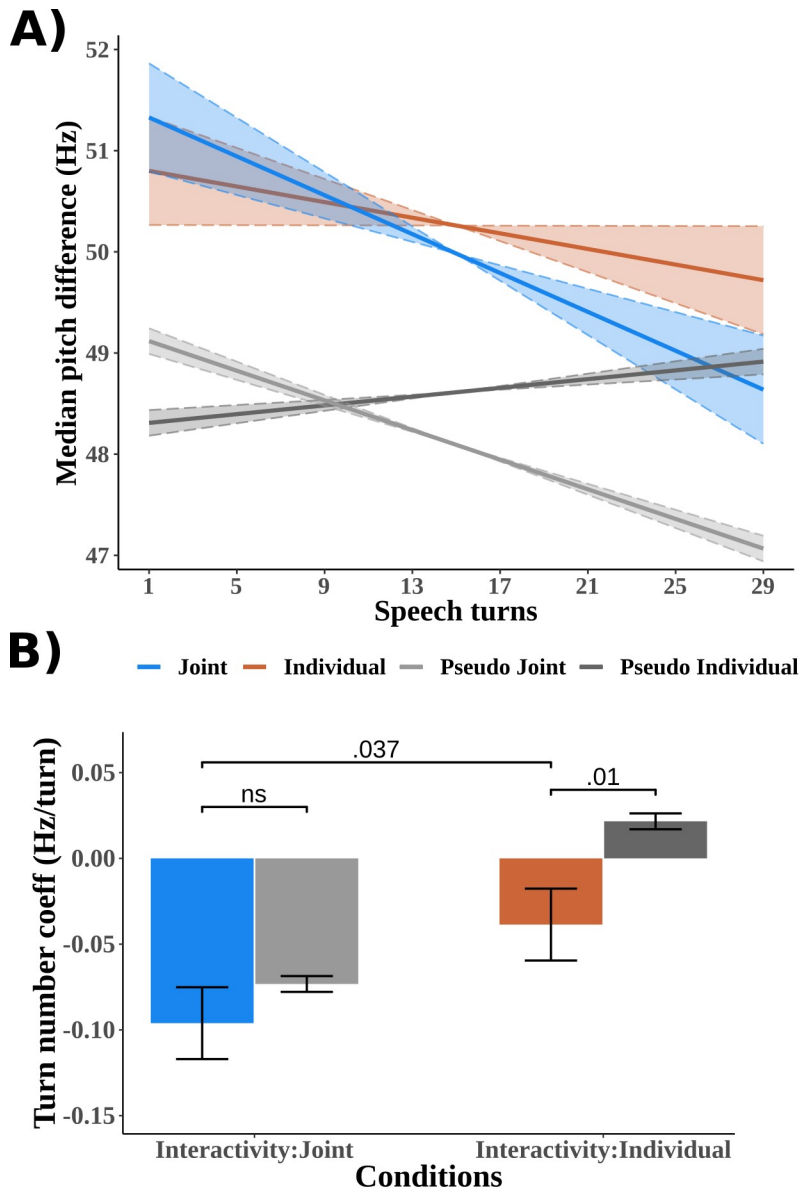 A)
Median pitch difference (Hz)
52
51
50
49
48
47
1 5 9 13 17 21 25 29
Speech turns
B)
Joint Individual Pseudo Joint Pseudo Individual
Turn number coeff (Hz/turn)
0.05
0.00
-0.05
-0.10
-0.15
.037
ns
.01
Interactivity:Joint Interactivity:Individual
Conditions